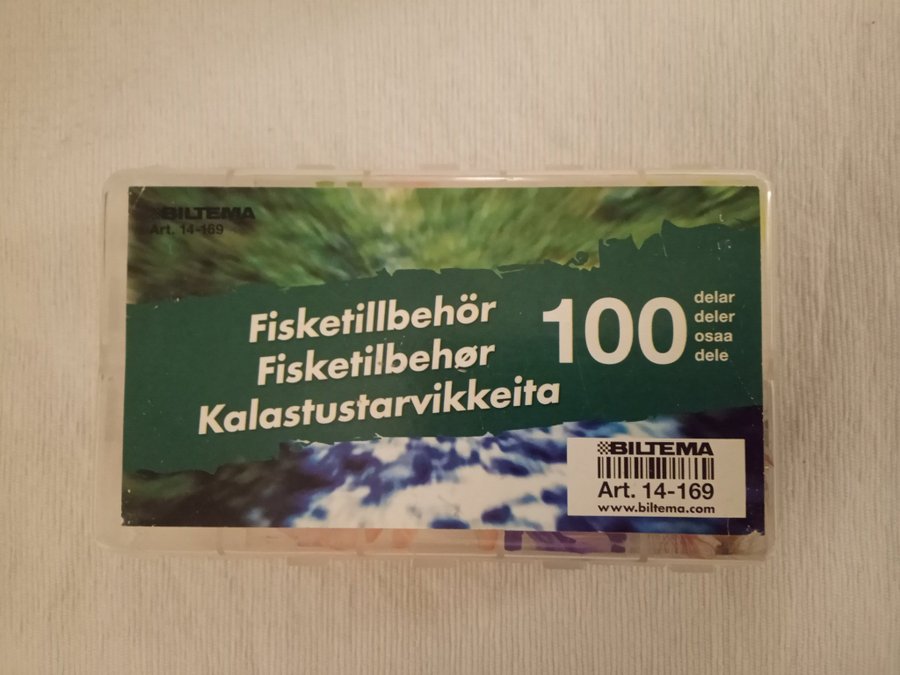 BILTEMA
Art. 14-169
Fisketillbehör
Fisketilbehør
Kalastustarvikkeita
100
delar
deler
osaa
dele
BILTEMA
Art. 14-169
www.biltema.com